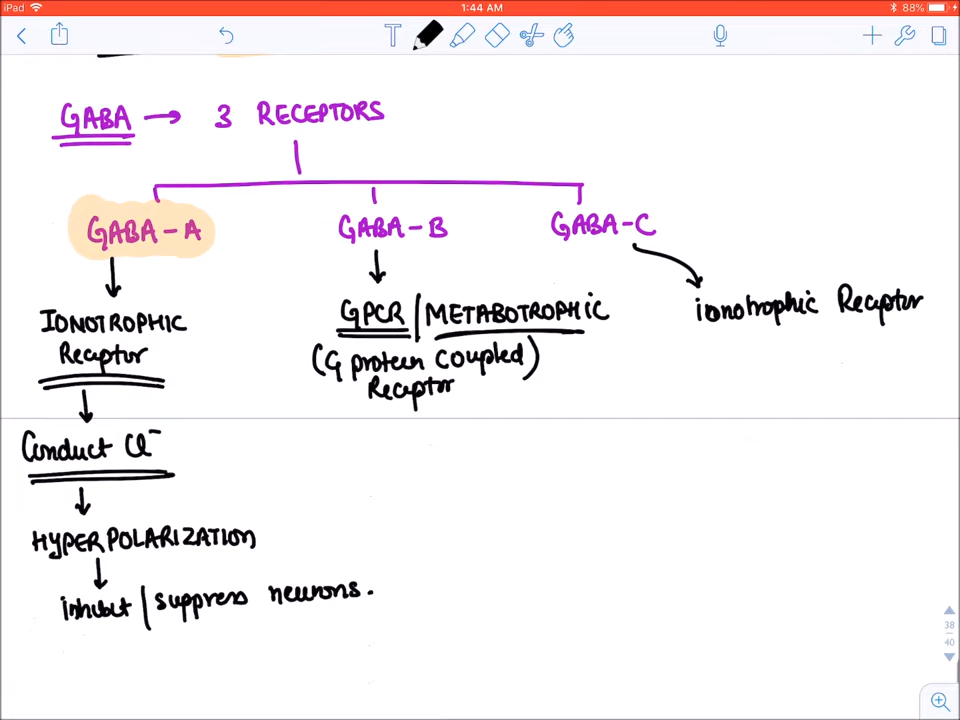 iPad
1:44 AM
88%
T
GABA → 3 RECEPTORS
GABA-A
GABA-B
GABA-C
IONOTROPHIC
Receptor
GPCR | METABOTROPHIC
(G protein Coupled)
Receptor
ionotrophic Receptor
Conduct Cl⁻
HYPERPOLARIZATION
inhibit | suppress neurons.
38
40